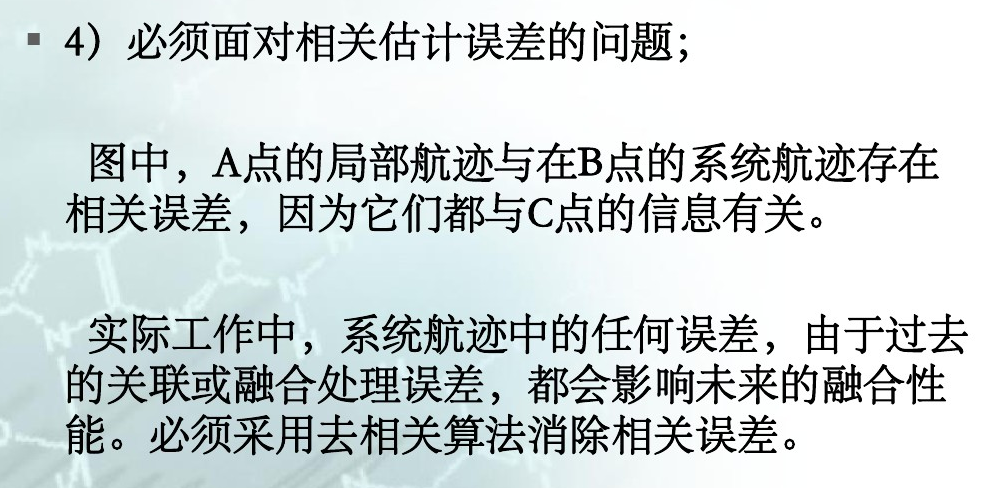 ▪ 4）必须面对相关估计误差的问题；
图中，A点的局部航迹与在B点的系统航迹存在
相关误差，因为它们都与C点的信息有关。
实际工作中，系统航迹中的任何误差，由于过去
的关联或融合处理误差，都会影响未来的融合性
能。必须采用去相关算法消除相关误差。